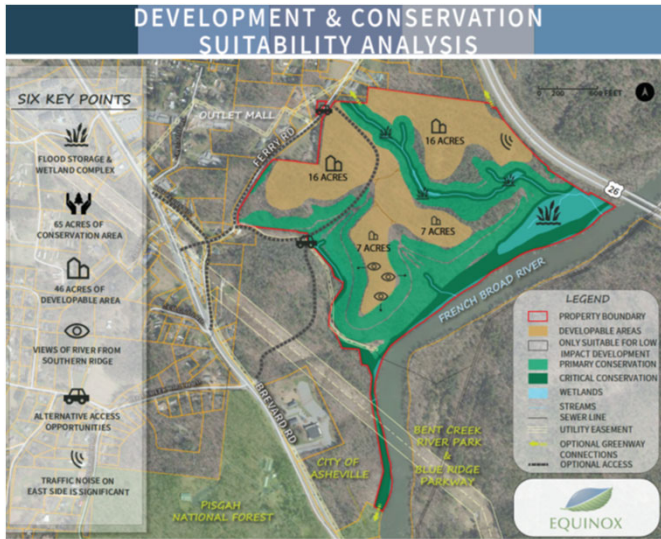 DEVELOPMENT & CONSERVATION
SUITABILITY ANALYSIS
SIX KEY POINTS
FLOOD STORAGE &
WETLAND COMPLEX
65 ACRES OF
CONSERVATION AREA
46 ACRES OF
DEVELOPABLE AREA
VIEWS OF RIVER FROM
SOUTHERN RIDGE
ALTERNATIVE ACCESS
OPPORTUNITIES
TRAFFIC NOISE ON
EAST SIDE IS SIGNIFICANT
OUTLET MALL
FERRY RD
16 ACRES
16 ACRES
7 ACRES
7 ACRES
0 300 600 FEET
26
FRENCH BROAD RIVER
BREVARD RD
CITY OF
ASHEVILLE
BENT CREEK
RIVER PARK
&
BLUE RIDGE
PARKWAY
PISGAH
NATIONAL FOREST
LEGEND
PROPERTY BOUNDARY
DEVELOPABLE AREAS
ONLY SUITABLE FOR LOW
IMPACT DEVELOPMENT
PRIMARY CONSERVATION
CRITICAL CONSERVATION
WETLANDS
STREAMS
SEWER LINE
UTILITY EASEMENT
OPTIONAL GREENWAY
CONNECTIONS
OPTIONAL ACCESS
EQUINOX